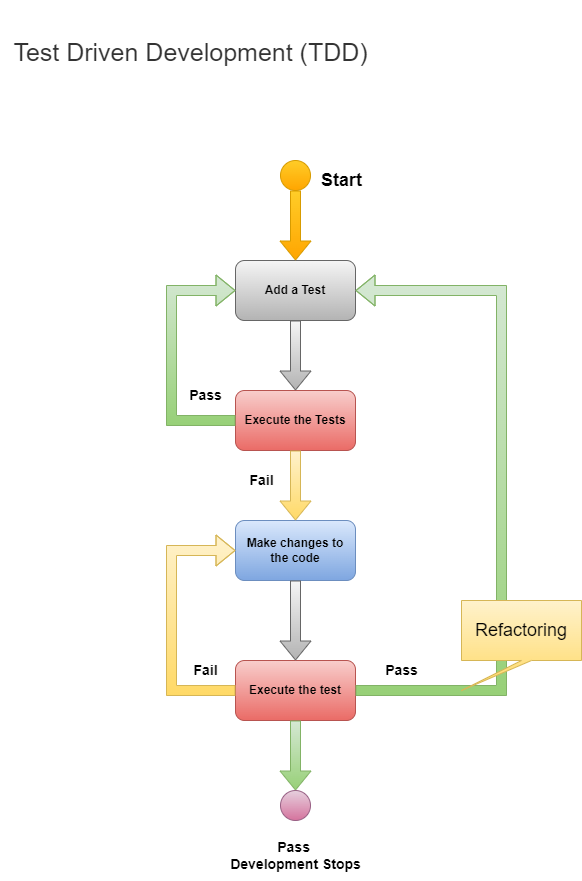 Test Driven Development (TDD)
Start
Add a Test
Pass
Execute the Tests
Fail
Make changes to
the code
Refactoring
Fail
Pass
Execute the test
Pass
Development Stops